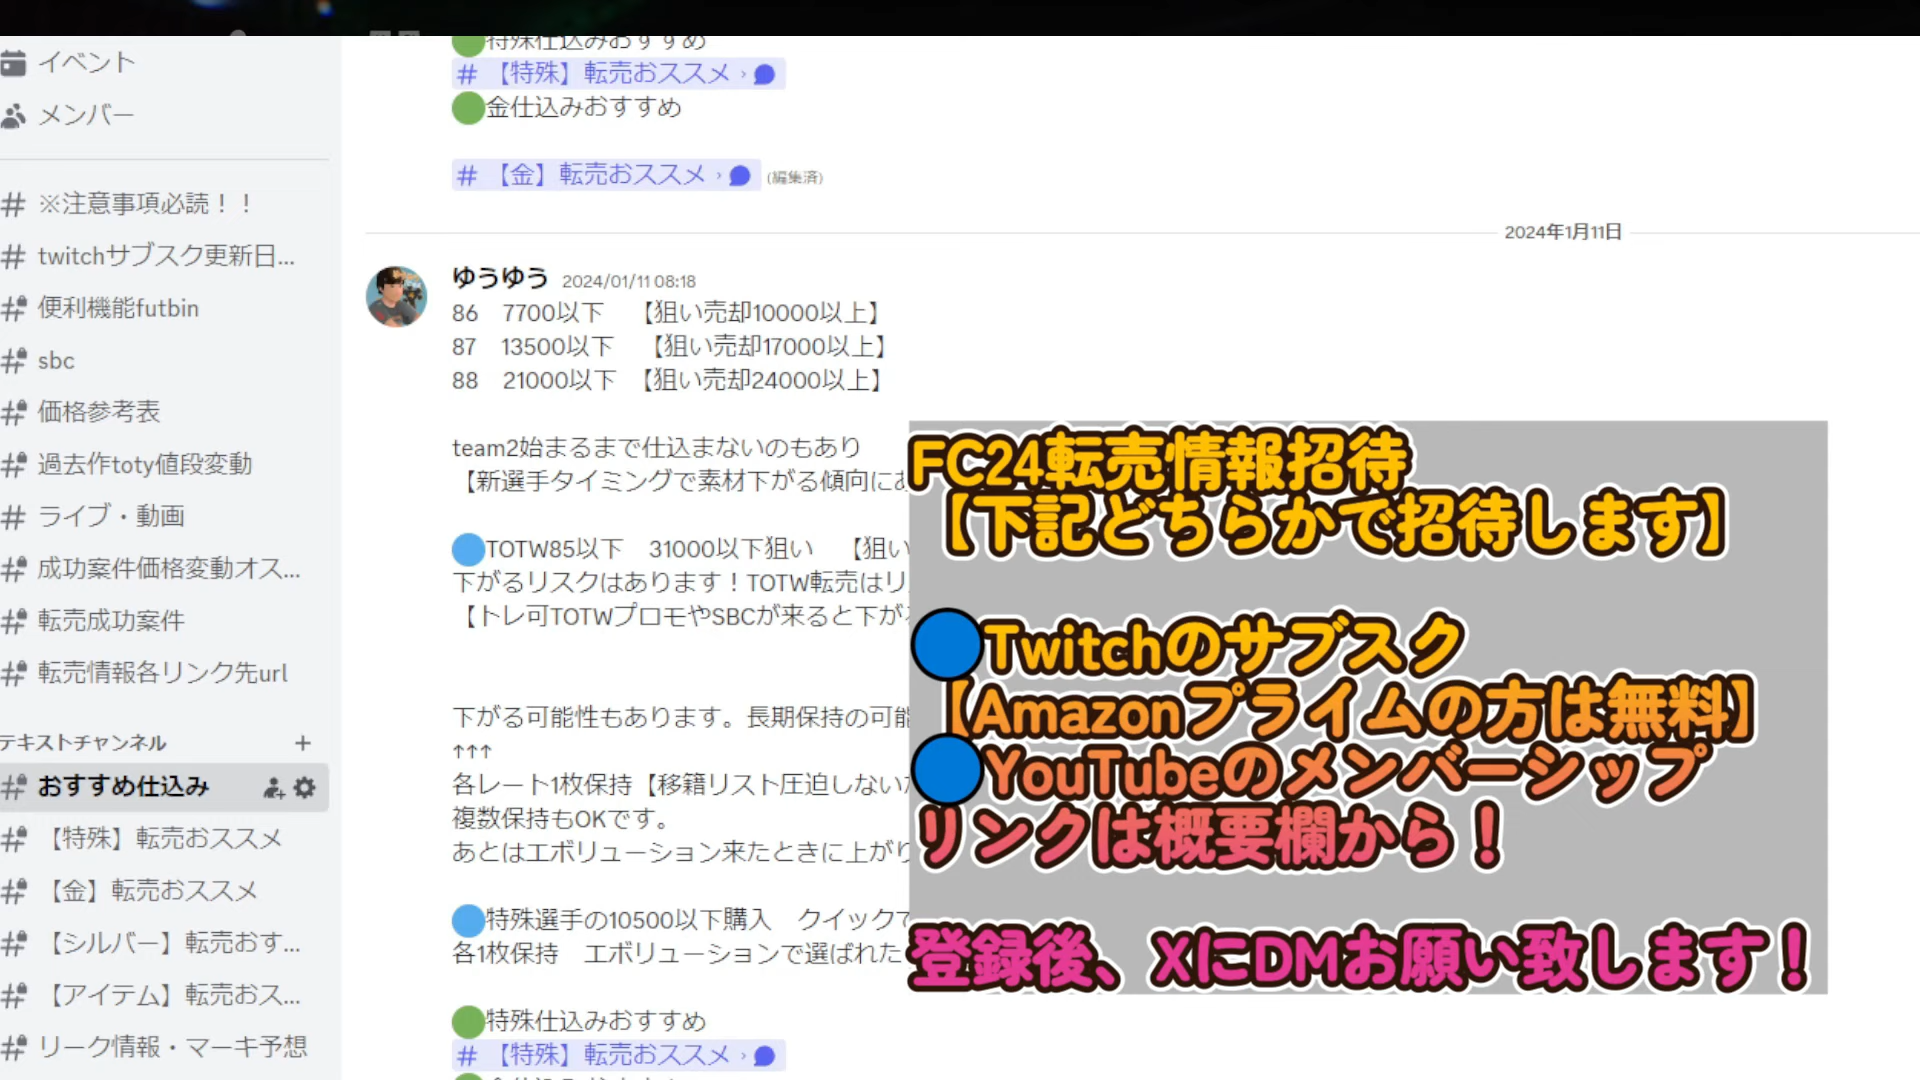 イベント
メンバー
※注意事項必読！！
twitchサブスク更新日...
便利機能futbin
sbc
価格参考表
過去作toty値段変動
ライブ・動画
成功案件価格変動オス...
転売成功案件
転売情報各リンク先url
テキストチャンネル
おすすめ仕込み
【特殊】転売おススメ
【金】転売おススメ
【シルバー】転売おす...
【アイテム】転売おス...
リーク情報・マーキ予想
特殊仕込みおすすめ
# 【特殊】転売おススメ ›
金仕込みおすすめ
# 【金】転売おススメ › (編集済)
2024年1月11日
ゆうゆう 2024/01/11 08:18
86　7700以下　【狙い売却10000以上】
87　13500以下　【狙い売却17000以上】
88　21000以下　【狙い売却24000以上】
team2始まるまで仕込まないのもあり
【新選手タイミングで素材下がる傾向に
TOTW85以下　31000以下狙い　【狙い
下がるリスクはあります！TOTW転売はリ
【トレ可TOTWプロモやSBCが来ると下が
下がる可能性もあります。長期保持の可能
↑↑↑
各レート1枚保持【移籍リスト圧迫しない
複数保持もOKです。
あとはエボリューション来たときに上がり
特殊選手の10500以下購入　クイックで
各1枚保持　エボリューションで選ばれた
特殊仕込みおすすめ
# 【特殊】転売おススメ ›
FC24転売情報招待
【下記どちらかで招待します】
Twitchのサブスク
【Amazonプライムの方は無料】
YouTubeのメンバーシップ
リンクは概要欄から！
登録後、XにDMお願い致します！